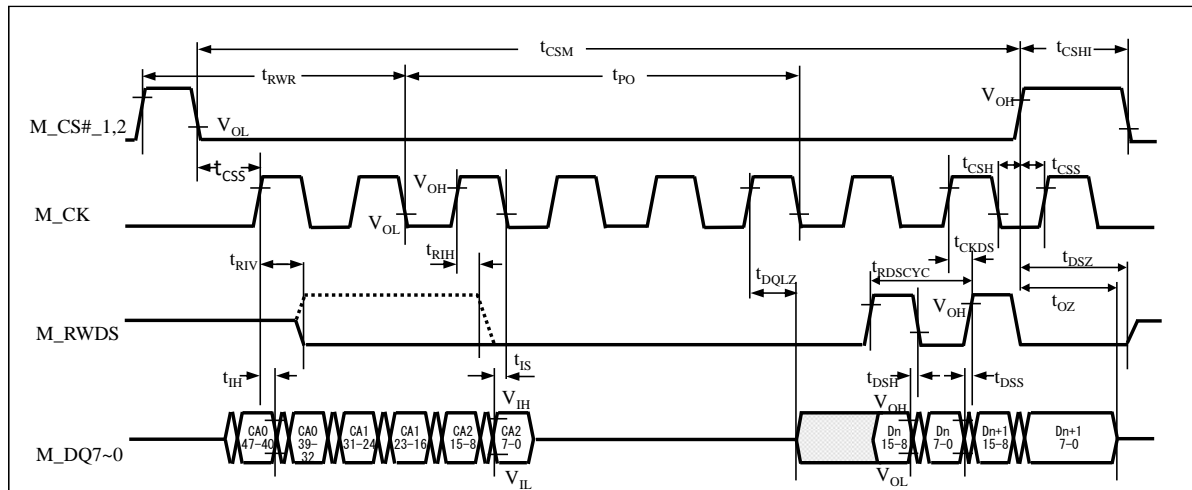 tCSM
tCSHI
tRWR
tPO
VOH
M_CS#_1,2
VOL
tCSS
tCSH
tCSS
VOH
M_CK
VOL
tCKDS
tRIV
tRIH
tDQLZ
tRDSCYC
tDSZ
VOH
tOZ
M_RWDS
tIH
tIS
tDSH
tDSS
VIH
VOH
CA0 47-40
CA0 39-32
CA1 31-24
CA1 23-16
CA2 15-8
CA2 7-0
Dn 15-8
Dn 7-0
Dn+1 15-8
Dn+1 7-0
M_DQ7~0
VIL
VOL